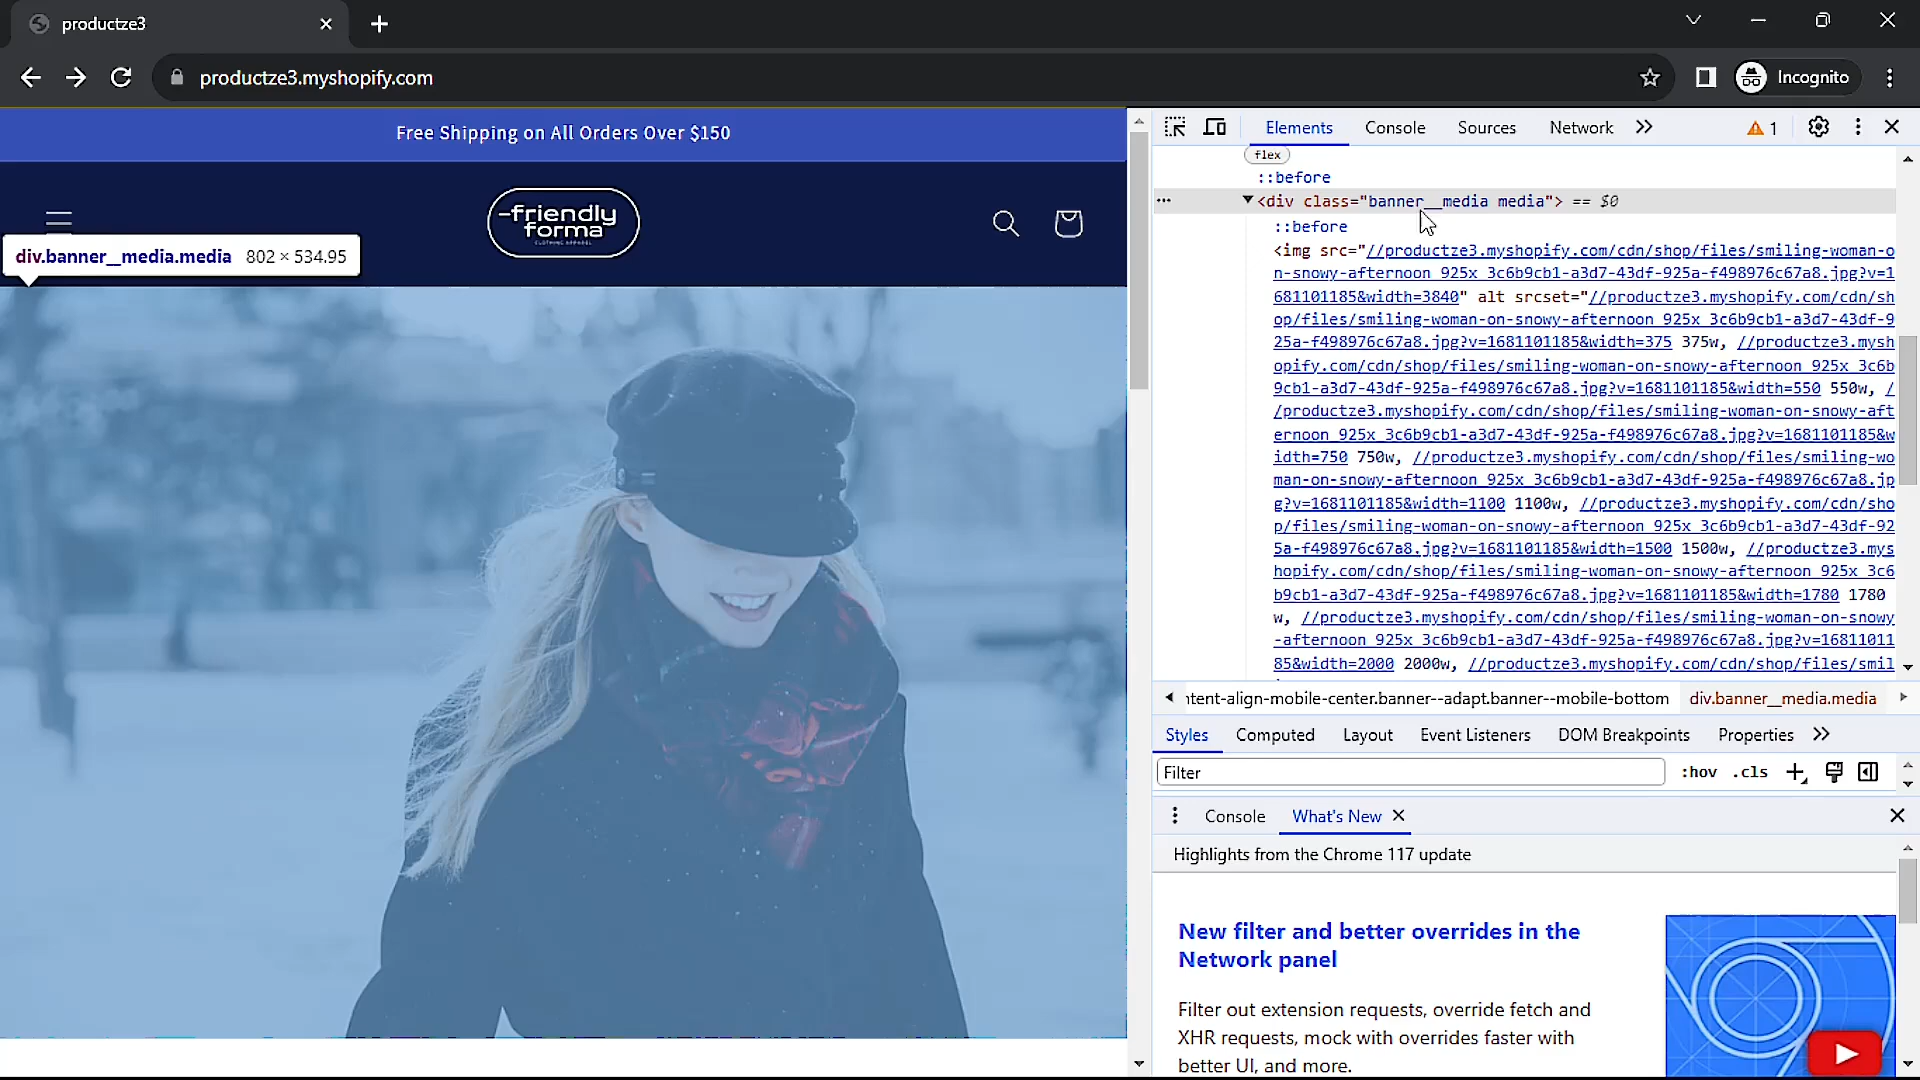 productze3
productze3.myshopify.com
Incognito
Free Shipping on All Orders Over $150
-friendly
forma
CLOTHING APPAREL
div.banner__media.media 802 × 534.95
Elements Console Sources Network 1
flex
::before
<div class="banner__media media"> == $0
::before
<img src="//productze3.myshopify.com/cdn/shop/files/smiling-woman-o
n-snowy-afternoon_925x_3c6b9cb1-a3d7-43df-925a-f498976c67a8.jpg?v=1
681101185&width=3840" alt srcset="//productze3.myshopify.com/cdn/sh
op/files/smiling-woman-on-snowy-afternoon_925x_3c6b9cb1-a3d7-43df-9
25a-f498976c67a8.jpg?v=1681101185&width=375 375w, //productze3.mysh
opify.com/cdn/shop/files/smiling-woman-on-snowy-afternoon_925x_3c6b
9cb1-a3d7-43df-925a-f498976c67a8.jpg?v=1681101185&width=550 550w, /
/productze3.myshopify.com/cdn/shop/files/smiling-woman-on-snowy-aft
ernoon_925x_3c6b9cb1-a3d7-43df-925a-f498976c67a8.jpg?v=1681101185&w
idth=750 750w, //productze3.myshopify.com/cdn/shop/files/smiling-wo
man-on-snowy-afternoon_925x_3c6b9cb1-a3d7-43df-925a-f498976c67a8.jp
g?v=1681101185&width=1100 1100w, //productze3.myshopify.com/cdn/sho
p/files/smiling-woman-on-snowy-afternoon_925x_3c6b9cb1-a3d7-43df-92
5a-f498976c67a8.jpg?v=1681101185&width=1500 1500w, //productze3.mys
hopify.com/cdn/shop/files/smiling-woman-on-snowy-afternoon_925x_3c6
b9cb1-a3d7-43df-925a-f498976c67a8.jpg?v=1681101185&width=1780 1780
w, //productze3.myshopify.com/cdn/shop/files/smiling-woman-on-snowy
-afternoon_925x_3c6b9cb1-a3d7-43df-925a-f498976c67a8.jpg?v=16811011
85&width=2000 2000w, //productze3.myshopify.com/cdn/shop/files/smil
ntent-align-mobile-center.banner--adapt.banner--mobile-bottom div.banner__media.media
Styles Computed Layout Event Listeners DOM Breakpoints Properties
Filter :hov .cls
Console What's New
Highlights from the Chrome 117 update
New filter and better overrides in the
Network panel
Filter out extension requests, override fetch and
XHR requests, mock with overrides faster with
better UI, and more.